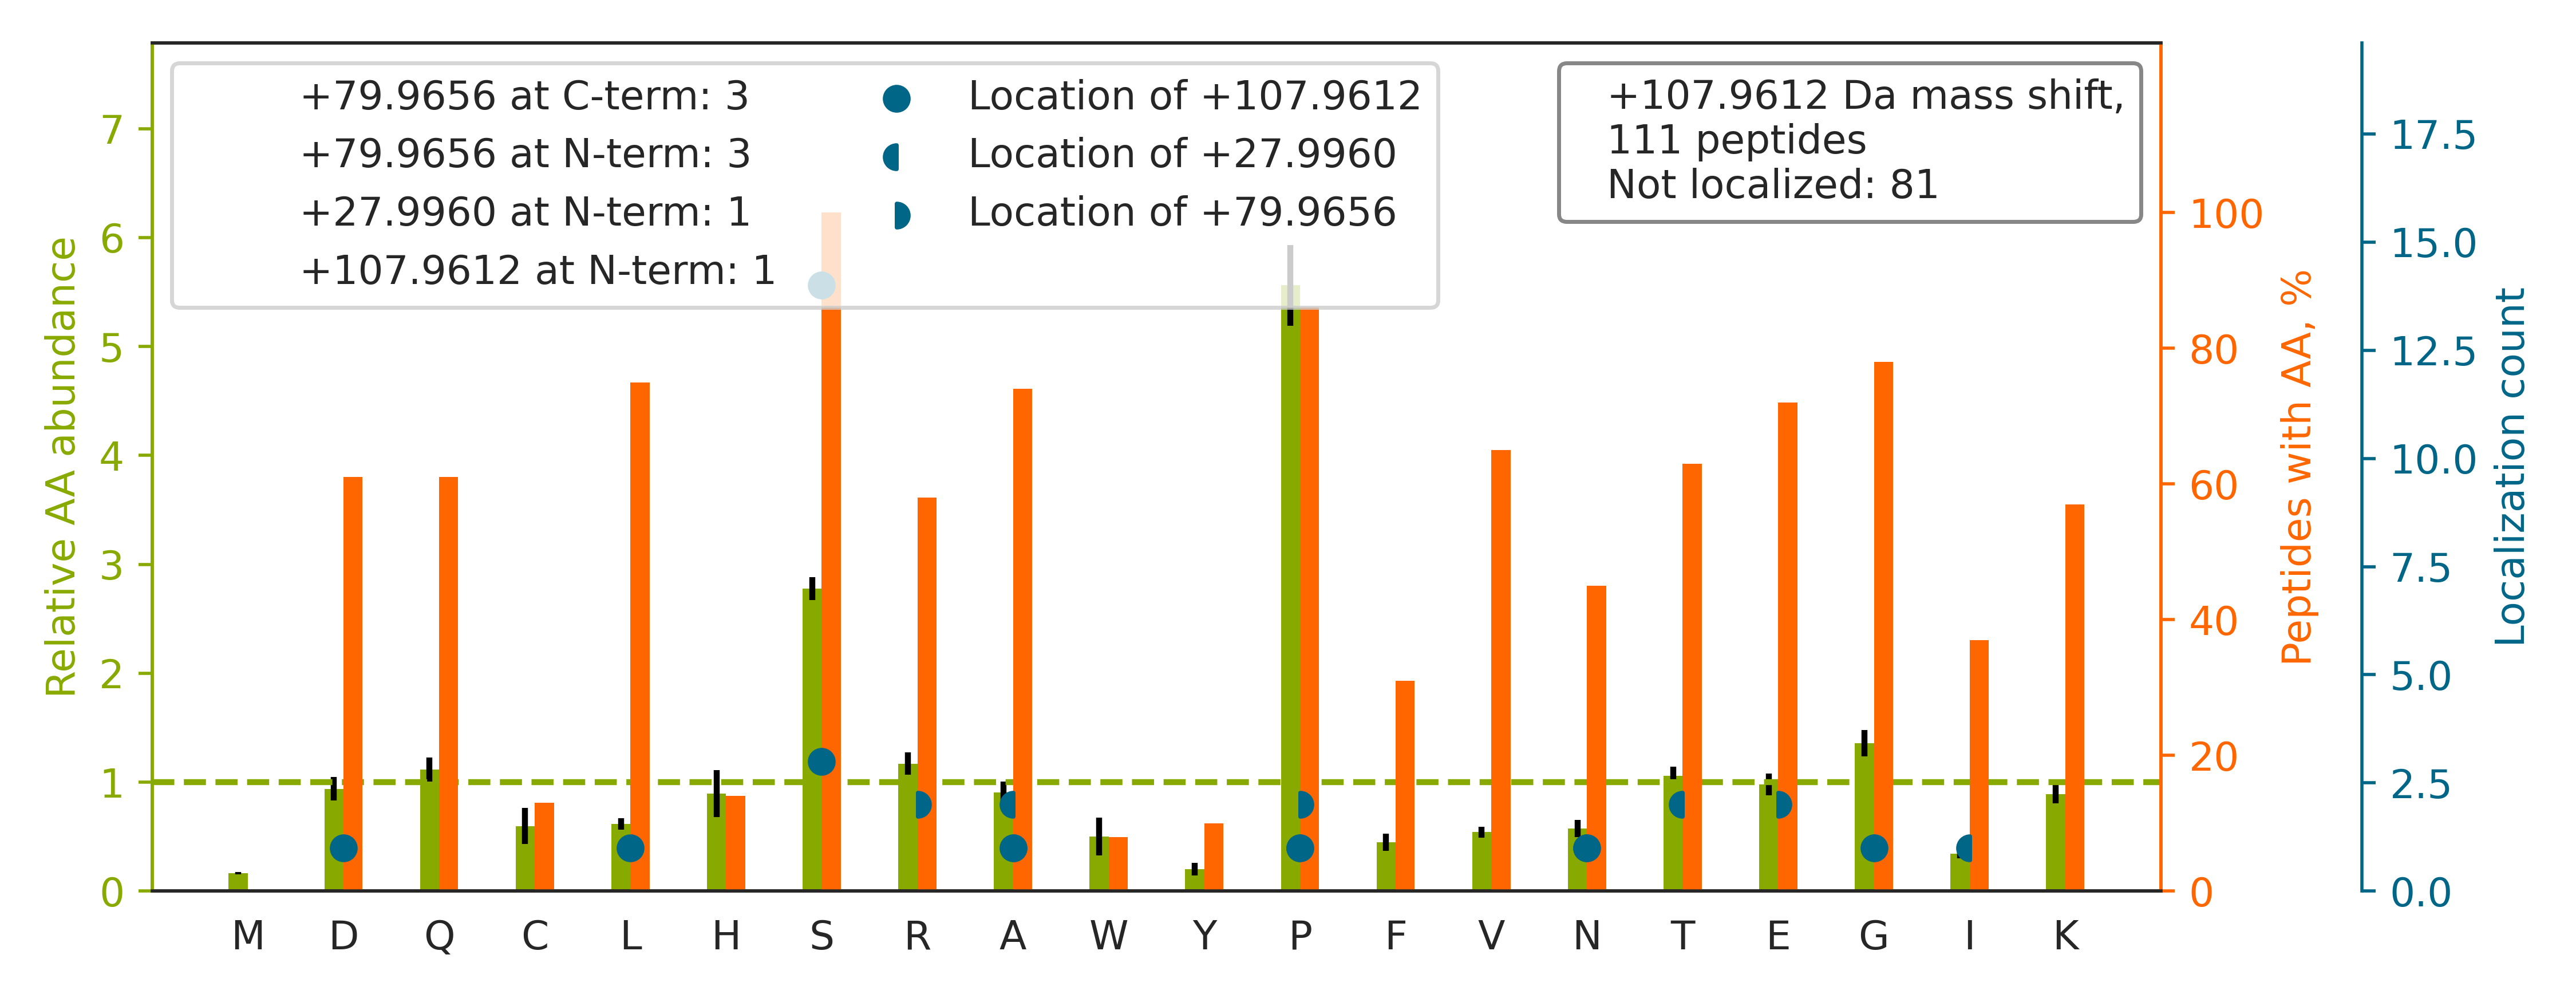 +79.9656 at C-term: 3
+79.9656 at N-term: 3
+27.9960 at N-term: 1
+107.9612 at N-term: 1
Location of +107.9612
Location of +27.9960
Location of +79.9656
+107.9612 Da mass shift,
111 peptides
Not localized: 81
Relative AA abundance
7
6
5
4
3
2
1
0
M D Q C L H S R A W Y P F V N T E G I K
100
80
60
40
20
0
Peptides with AA, %
17.5
15.0
12.5
10.0
7.5
5.0
2.5
0.0
Localization count